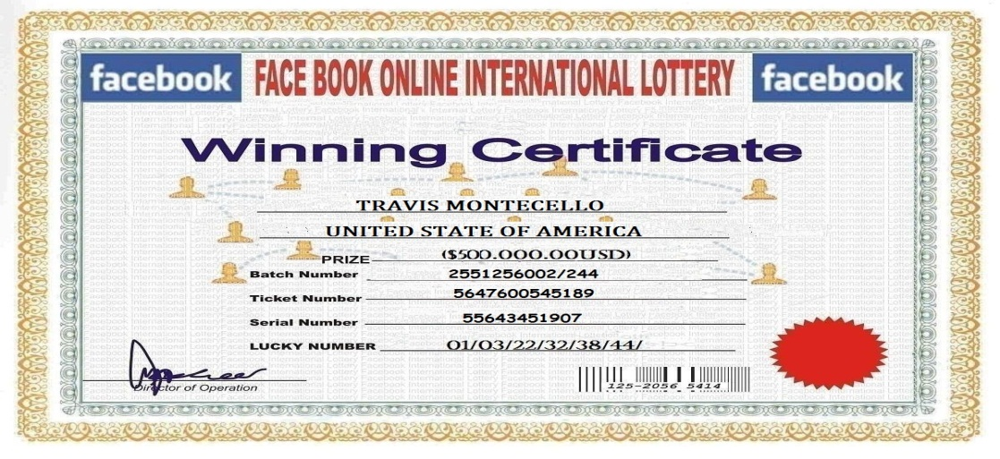 facebook FACE BOOK ONLINE INTERNATIONAL LOTTERY facebook
Winning Certificate
TRAVIS MONTECELLO
UNITED STATE OF AMERICA
PRIZE ($500.000.00USD)
Batch Number 2551256002/244
Ticket Number 5647600545189
Serial Number 55643451907
LUCKY NUMBER 01/03/22/32/38/44/
Director of Operation
125-2056 5414